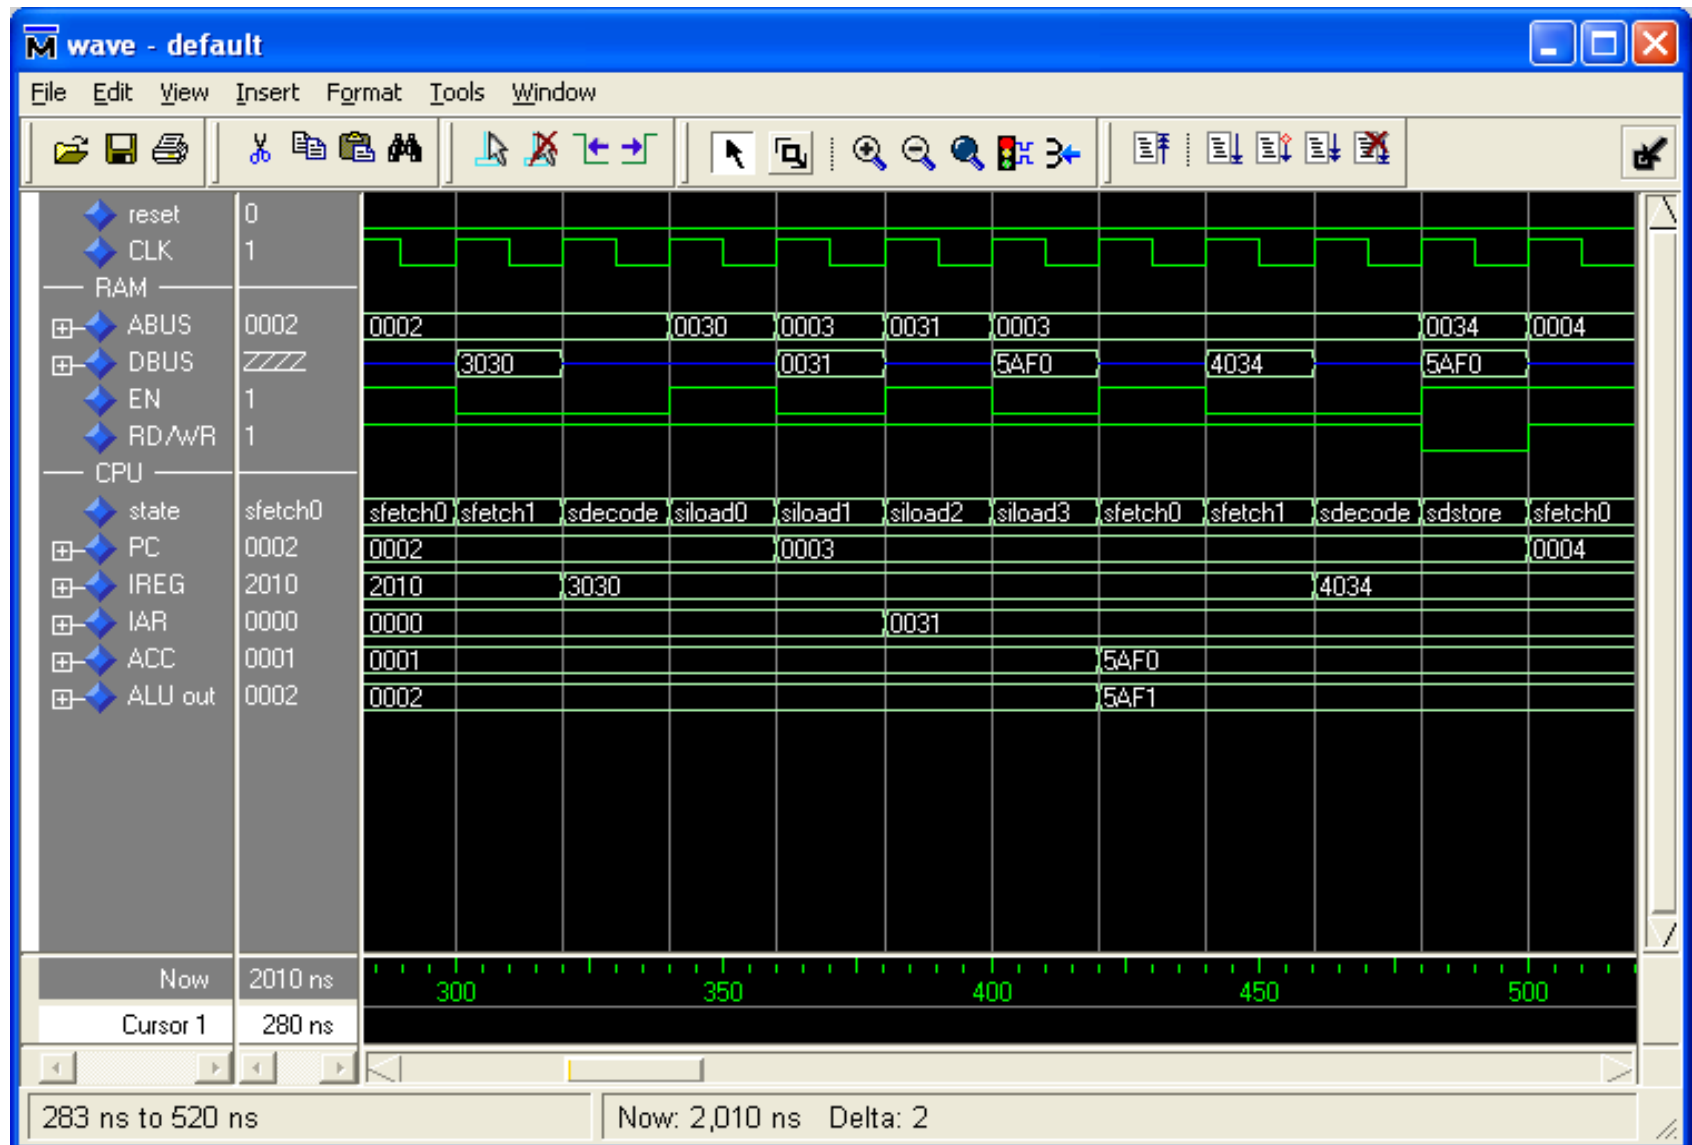 wave - default
File Edit View Insert Format Tools Window
reset 0
CLK 1
RAM
ABUS 0002 0002 0030 0003 0031 0003 0034 0004
DBUS ZZZZ 3030 0031 5AF0 4034 5AF0
EN 1
RD/WR 1
CPU
state sfetch0 sfetch0 sfetch1 sdecode siload0 siload1 siload2 siload3 sfetch0 sfetch1 sdecode sdstore sfetch0
PC 0002 0002 0003 0004
IREG 2010 2010 3030 4034
IAR 0000 0000 0031
ACC 0001 0001 5AF0
ALU out 0002 0002 5AF1
Now 2010 ns 300 350 400 450 500
Cursor 1 280 ns
283 ns to 520 ns Now: 2,010 ns Delta: 2